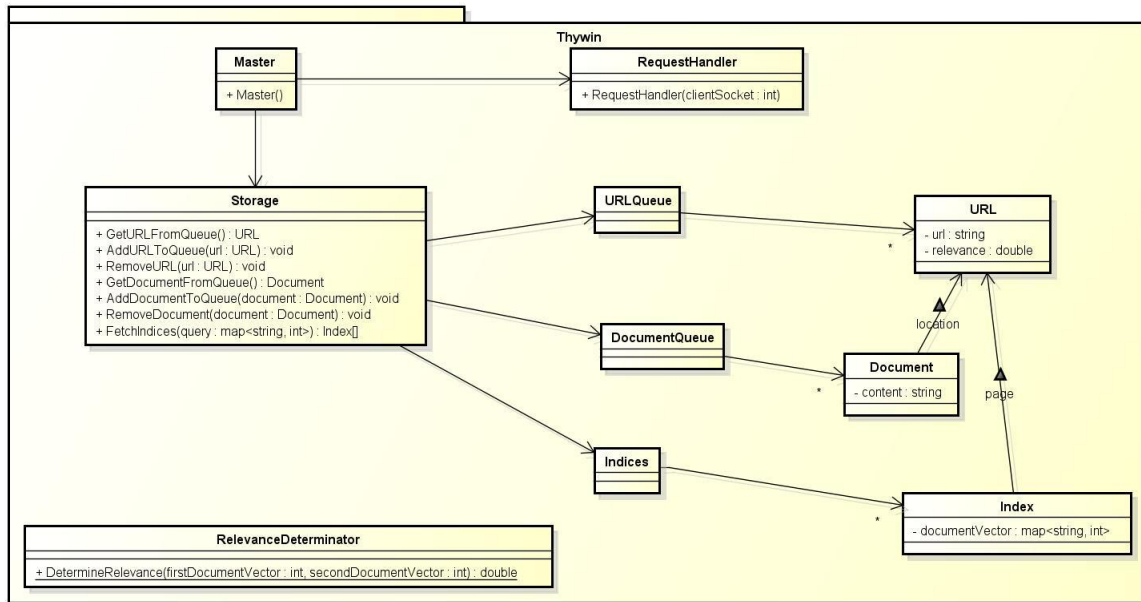 Thywin
Master
+ Master()
RequestHandler
+ RequestHandler(clientSocket : int)
Storage
+ GetURLFromQueue() : URL
+ AddURLToQueue(url : URL) : void
+ RemoveURL(url : URL) : void
+ GetDocumentFromQueue() : Document
+ AddDocumentToQueue(document : Document) : void
+ RemoveDocument(document : Document) : void
+ FetchIndices(query : map<string, int>) : Index[]
URLQueue
*
URL
- url : string
- relevance : double
location
DocumentQueue
*
Document
- content : string
page
Indices
*
Index
- documentVector : map<string, int>
RelevanceDeterminator
+ DetermineRelevance(firstDocumentVector : int, secondDocumentVector : int) : double